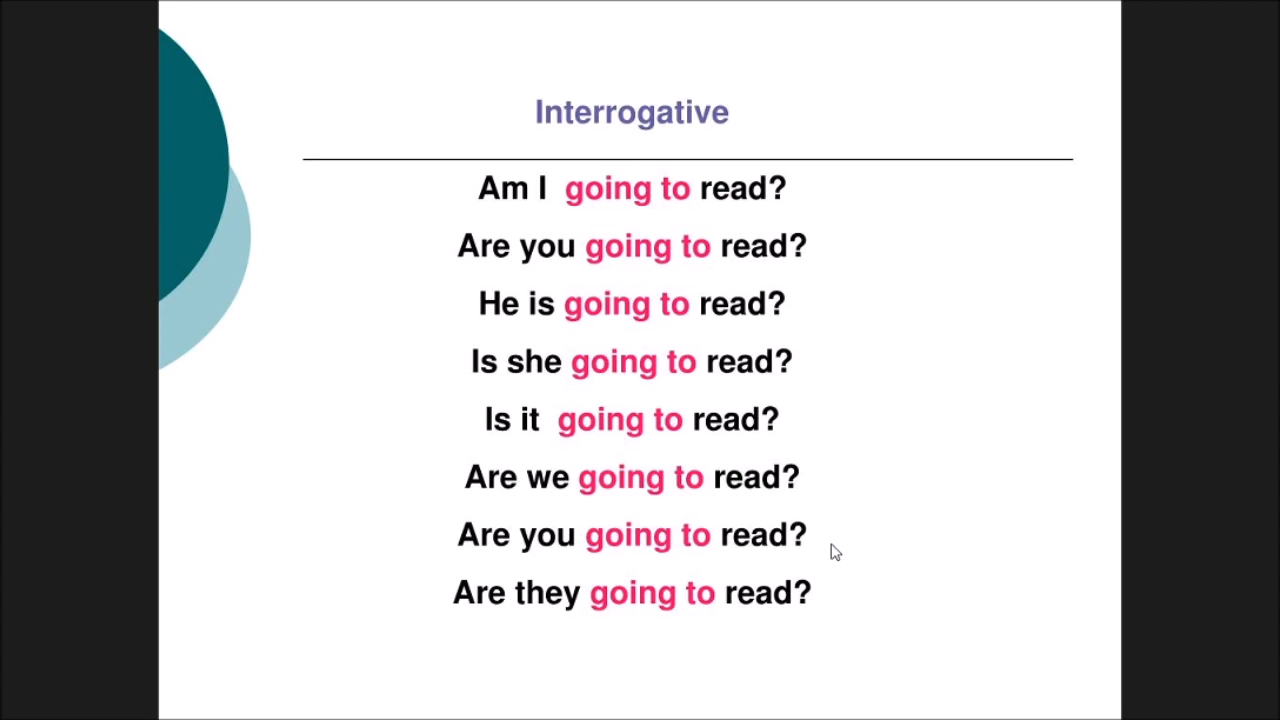 Interrogative
Am I  going to read?
Are you going to read?
He is going to read?
Is she going to read?
Is it  going to read?
Are we going to read?
Are you going to read?
Are they going to read?